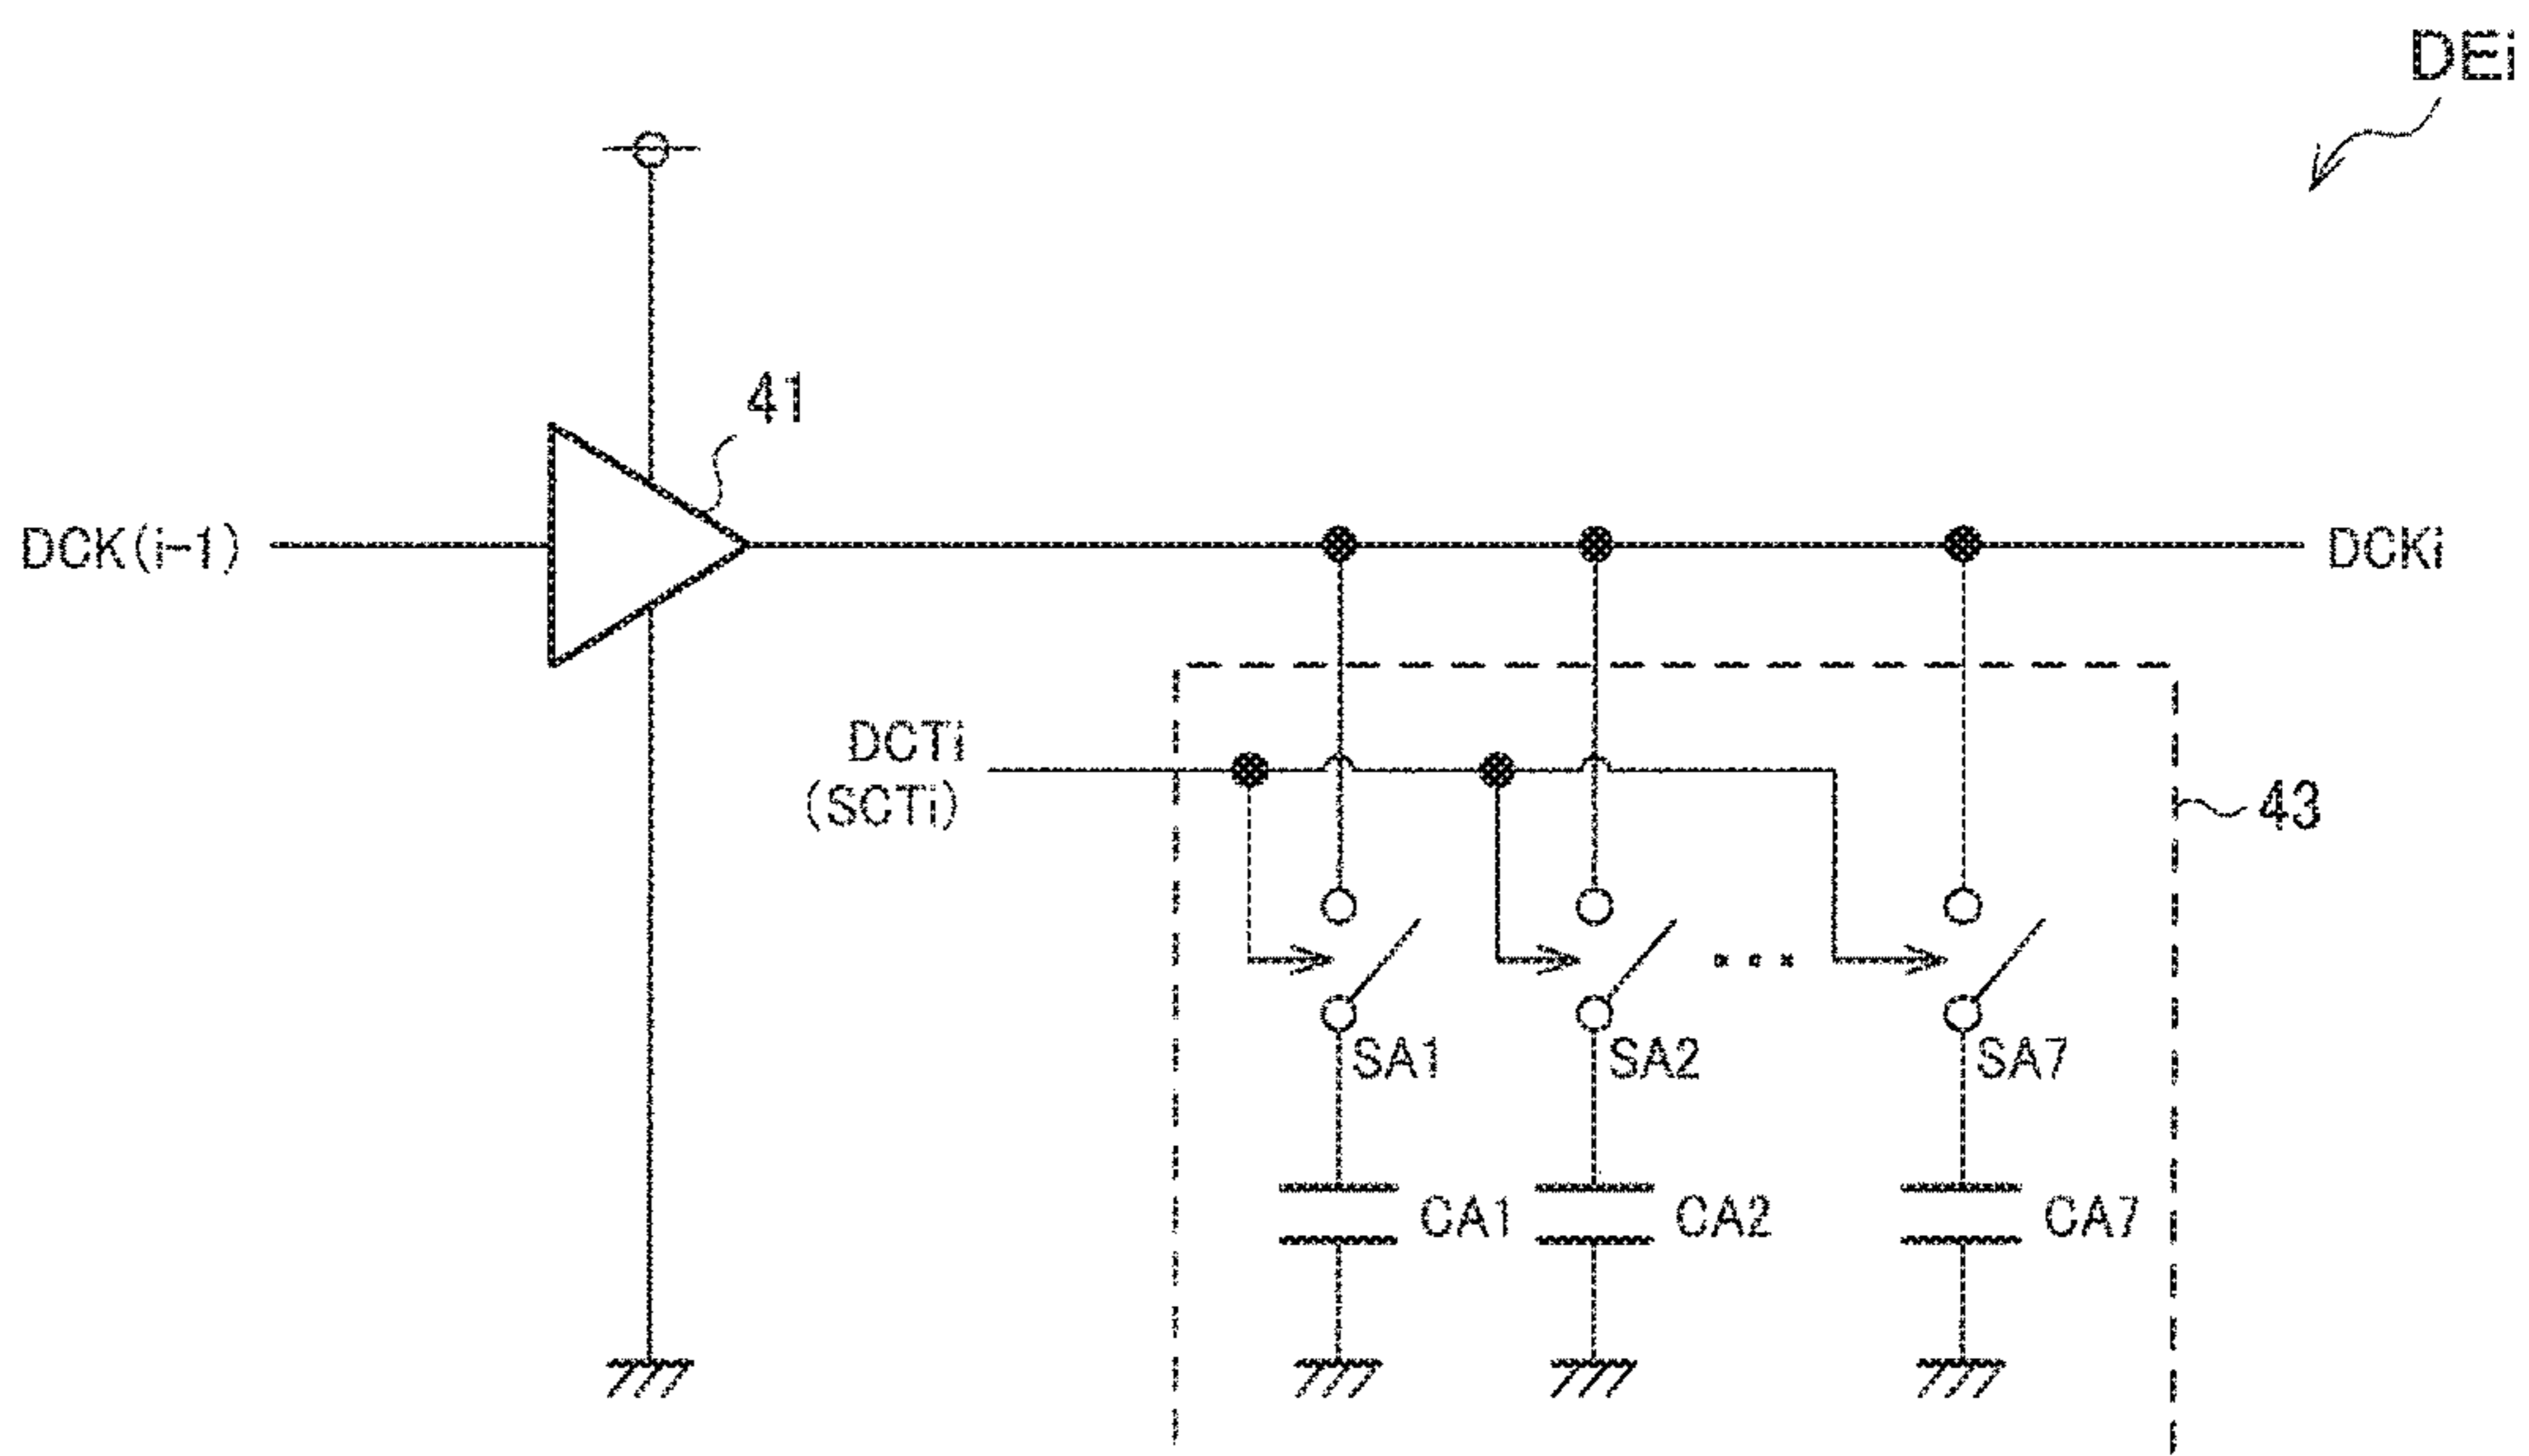 DEi
41
DCK(i-1)
DCKi
DCTi
(SCTi)
43
...
SA1
SA2
SA7
CA1
CA2
CA7